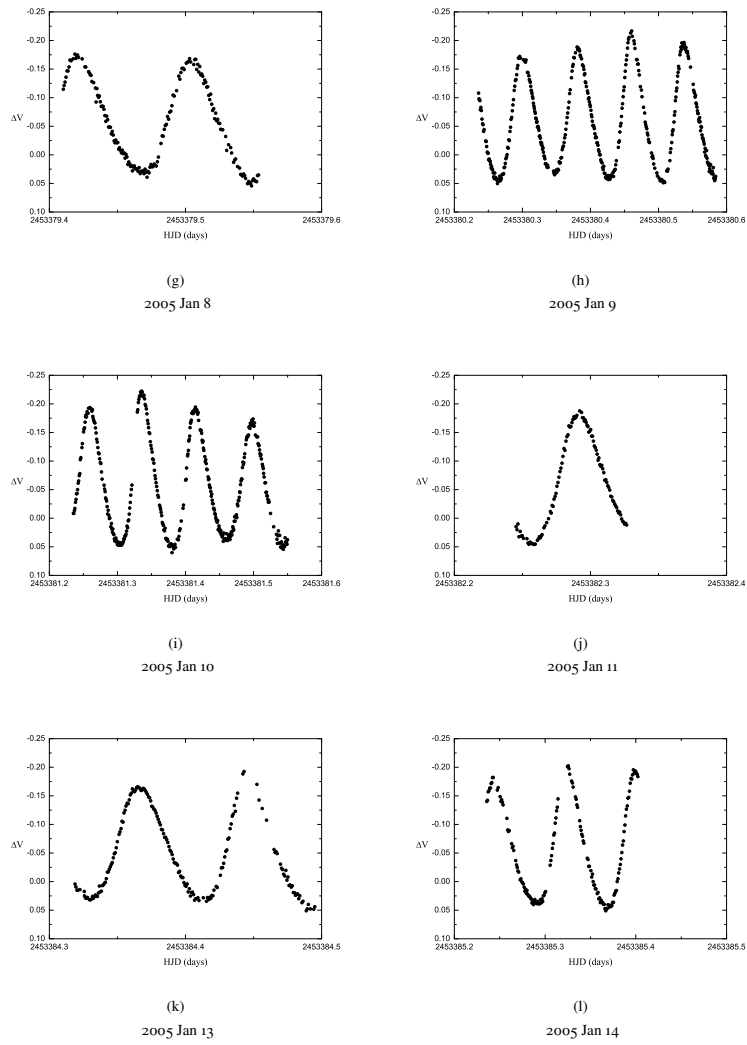 -0.25
-0.20
-0.15
-0.10
ΔV
-0.05
0.00
0.05
0.10
2453379.4
2453379.5
2453379.6
HJD (days)
(g)
2005 Jan 8
-0.25
-0.20
-0.15
-0.10
ΔV
-0.05
0.00
0.05
0.10
2453380.2
2453380.3
2453380.4
2453380.5
2453380.6
HJD (days)
(h)
2005 Jan 9
-0.25
-0.20
-0.15
-0.10
ΔV
-0.05
0.00
0.05
0.10
2453381.2
2453381.3
2453381.4
2453381.5
2453381.6
HJD (days)
(i)
2005 Jan 10
-0.25
-0.20
-0.15
-0.10
ΔV
-0.05
0.00
0.05
0.10
2453382.2
2453382.3
2453382.4
HJD (days)
(j)
2005 Jan 11
-0.25
-0.20
-0.15
-0.10
ΔV
-0.05
0.00
0.05
0.10
2453384.3
2453384.4
2453384.5
HJD (days)
(k)
2005 Jan 13
-0.25
-0.20
-0.15
-0.10
ΔV
-0.05
0.00
0.05
0.10
2453385.2
2453385.3
2453385.4
2453385.5
HJD (days)
(l)
2005 Jan 14